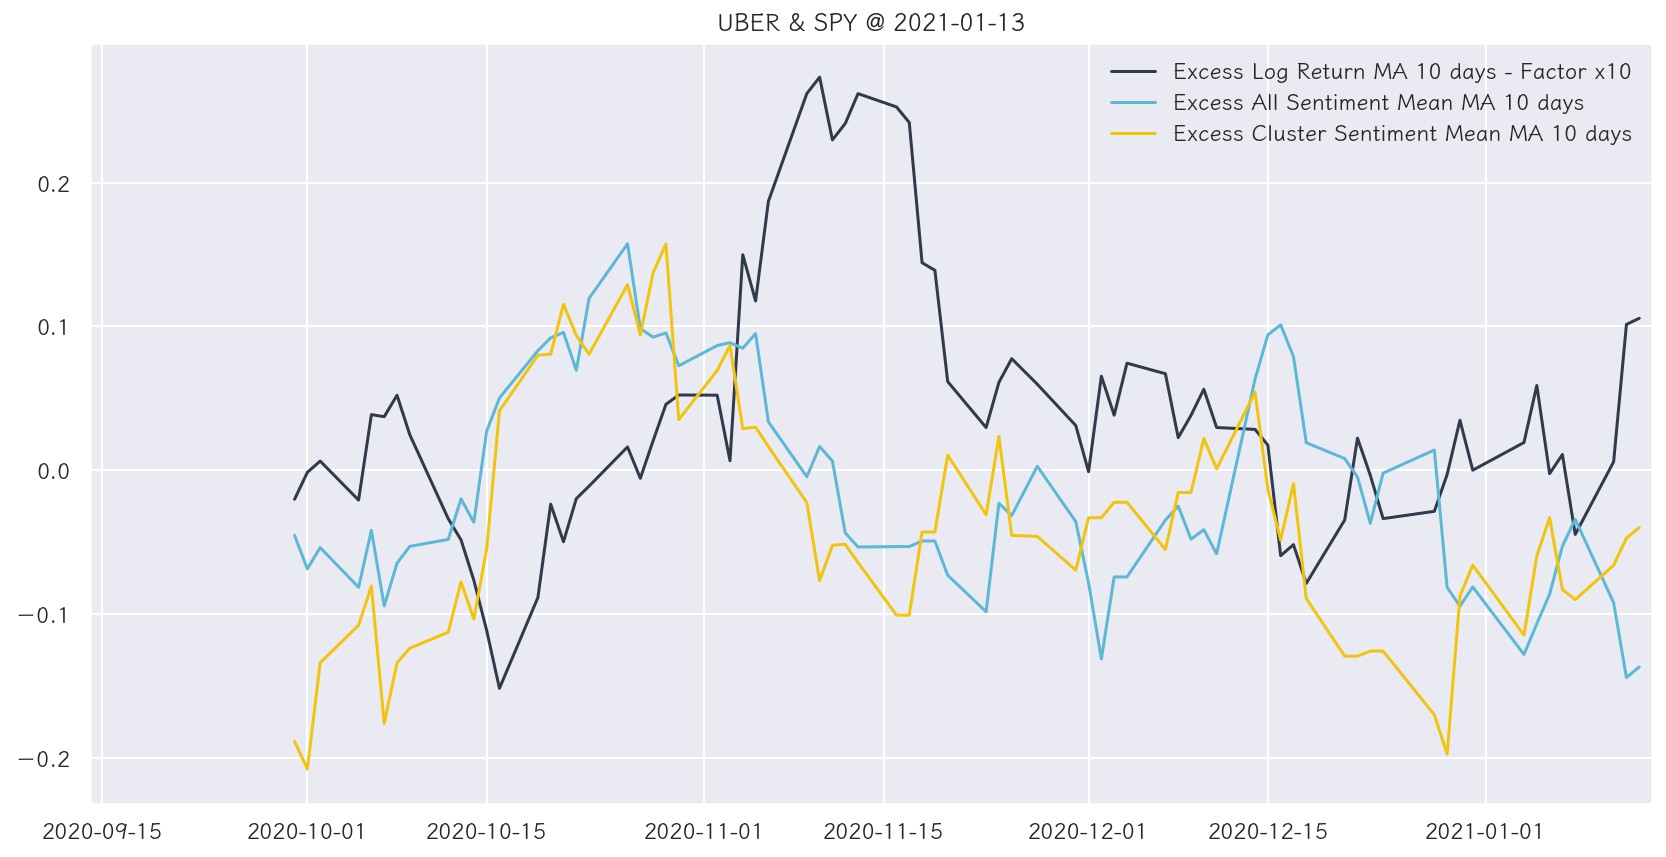 UBER & SPY @ 2021-01-13
Excess Log Return MA 10 days - Factor x10
Excess All Sentiment Mean MA 10 days
Excess Cluster Sentiment Mean MA 10 days
0.2
0.1
0.0
−0.1
−0.2
2020-09-15 2020-10-01 2020-10-15 2020-11-01 2020-11-15 2020-12-01 2020-12-15 2021-01-01